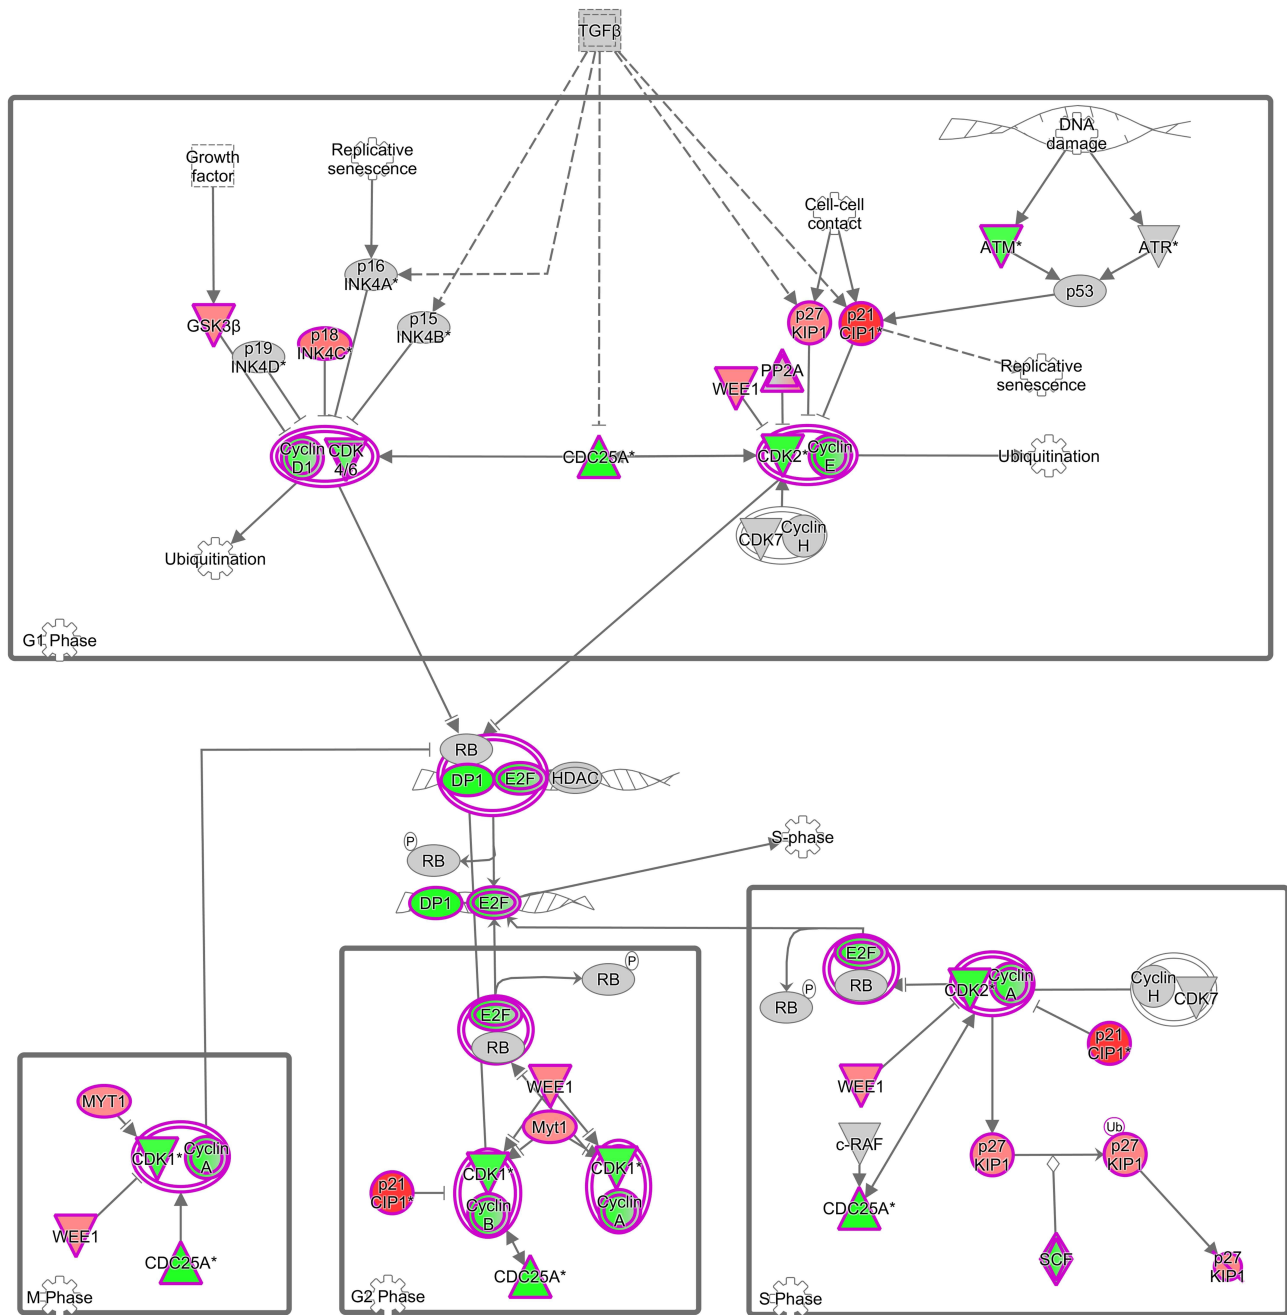 TGFβ
DNA
damage
Growth
factor
Replicative
senescence
Cell-cell
contact
ATM*
ATR*
p16
INK4A*
p53
GSK3β
p19
INK4D*
p18
INK4C*
p15
INK4B*
p27
KIP1
p21
CIP1*
Replicative
senescence
WEE1
PP2A
Cyclin
D1
CDK
4/6
CDC25A*
CDK2*
Cyclin
E
Ubiquitination
Ubiquitination
CDK7
Cyclin
H
G1 Phase
RB
DP1
E2F
HDAC
P
RB
S-phase
DP1
E2F
E2F
RB
P
RB
E2F
RB
WEE1
Myt1
CDK1*
Cyclin
B
CDK1*
Cyclin
A
p21
CIP1*
CDC25A*
G2 Phase
MYT1
CDK1*
Cyclin
A
WEE1
CDC25A*
M Phase
E2F
RB
P
RB
CDK2*
Cyclin
A
Cyclin
H
CDK7
p21
CIP1*
WEE1
c-RAF
CDC25A*
p27
KIP1
Ub
p27
KIP1
SCF
p27
KIP1
S Phase